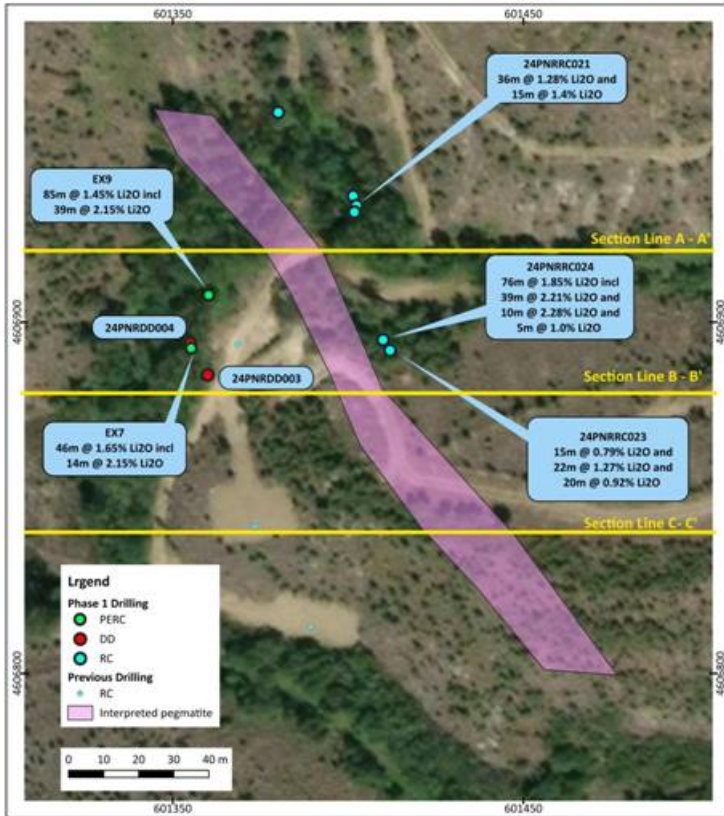 601350
601450
24PNRRC021
36m @ 1.28% Li2O and
15m @ 1.4% Li2O
EX9
85m @ 1.45% Li2O incl
39m @ 2.15% Li2O
Section Line A - A'
24PNRRC024
76m @ 1.85% Li2O incl
39m @ 2.21% Li2O and
10m @ 2.28% Li2O and
5m @ 1.0% Li2O
4606900
4606900
24PNRDD004
24PNRDD003
Section Line B - B'
EX7
46m @ 1.65% Li2O incl
14m @ 2.15% Li2O
24PNRRC023
15m @ 0.79% Li2O and
22m @ 1.27% Li2O and
20m @ 0.92% Li2O
Section Line C- C'
Lrgend
Phase 1 Drilling
PERC
DD
RC
Previous Drilling
RC
Interpreted pegmatite
4606800
4606800
0 10 20 30 40 m
601350
601450